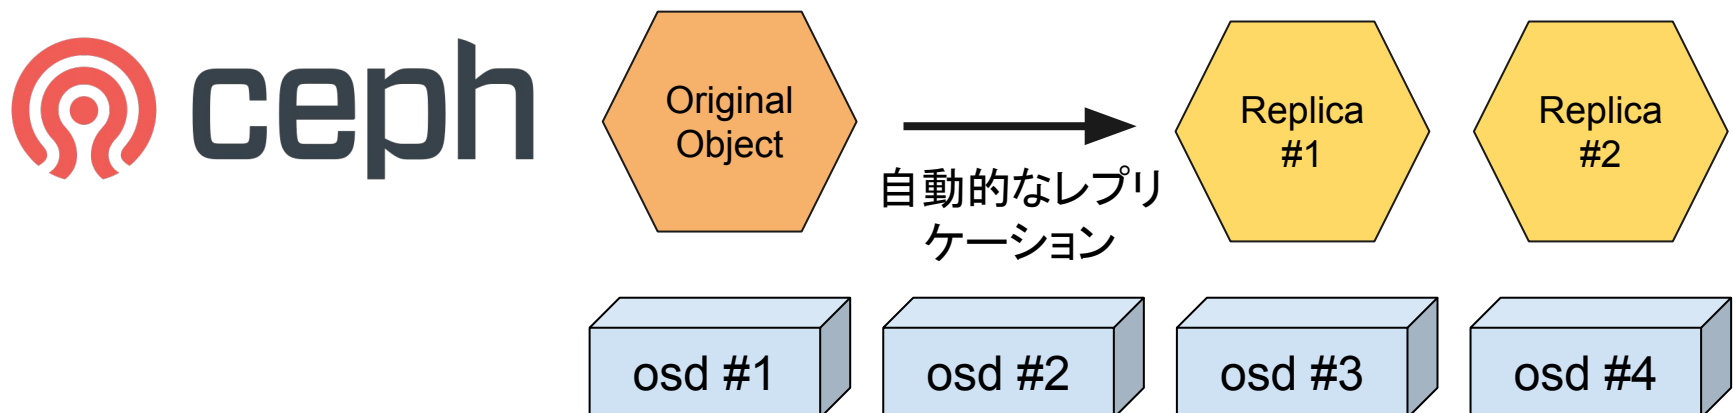 ceph
Original
Object
自動的なレプリ
ケーション
Replica
#1
Replica
#2
osd #1
osd #2
osd #3
osd #4